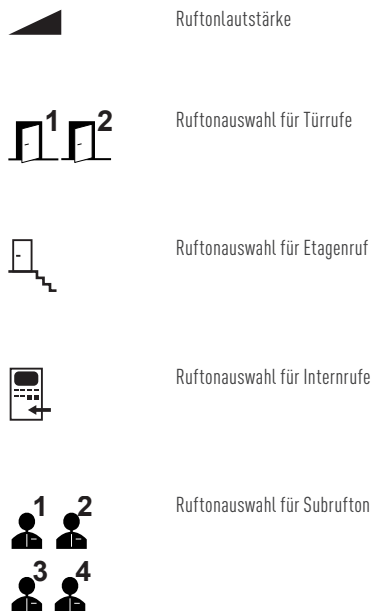 Ruftonlautstärke
1 2
Ruftonauswahl für Türrufe
Ruftonauswahl für Etagenruf
Ruftonauswahl für Internrufe
1 2
Ruftonauswahl für Subrufton
3 4